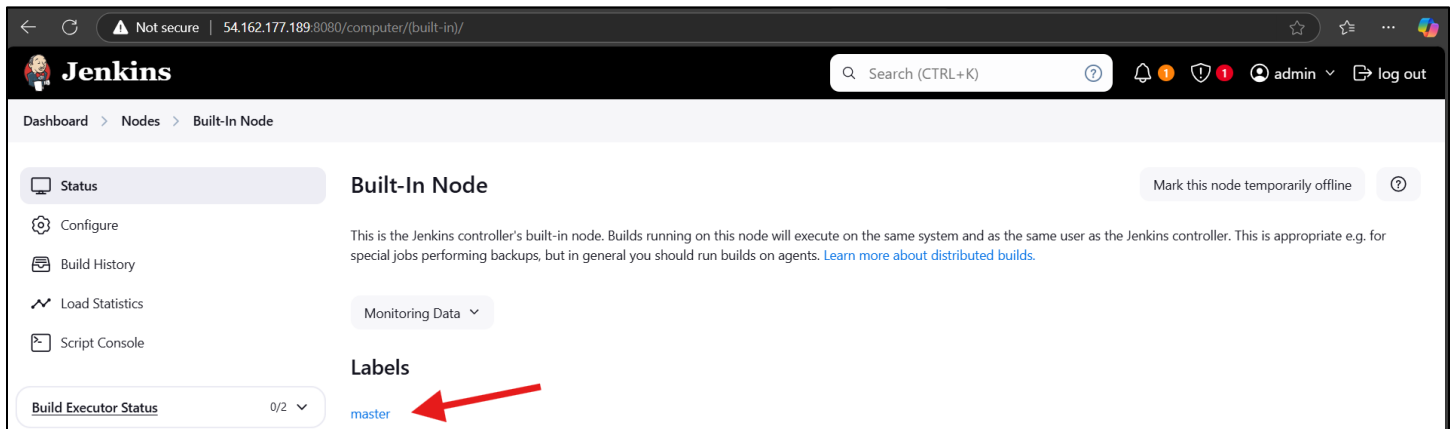 Not secure | 54.162.177.189:8080/computer/(built-in)/
Jenkins
Search (CTRL+K)
1
1
admin
log out
Dashboard > Nodes > Built-In Node
Status
Configure
Build History
Load Statistics
Script Console
Build Executor Status 0/2
Built-In Node
Mark this node temporarily offline
This is the Jenkins controller's built-in node. Builds running on this node will execute on the same system and as the same user as the Jenkins controller. This is appropriate e.g. for
special jobs performing backups, but in general you should run builds on agents. Learn more about distributed builds.
Monitoring Data
Labels
master